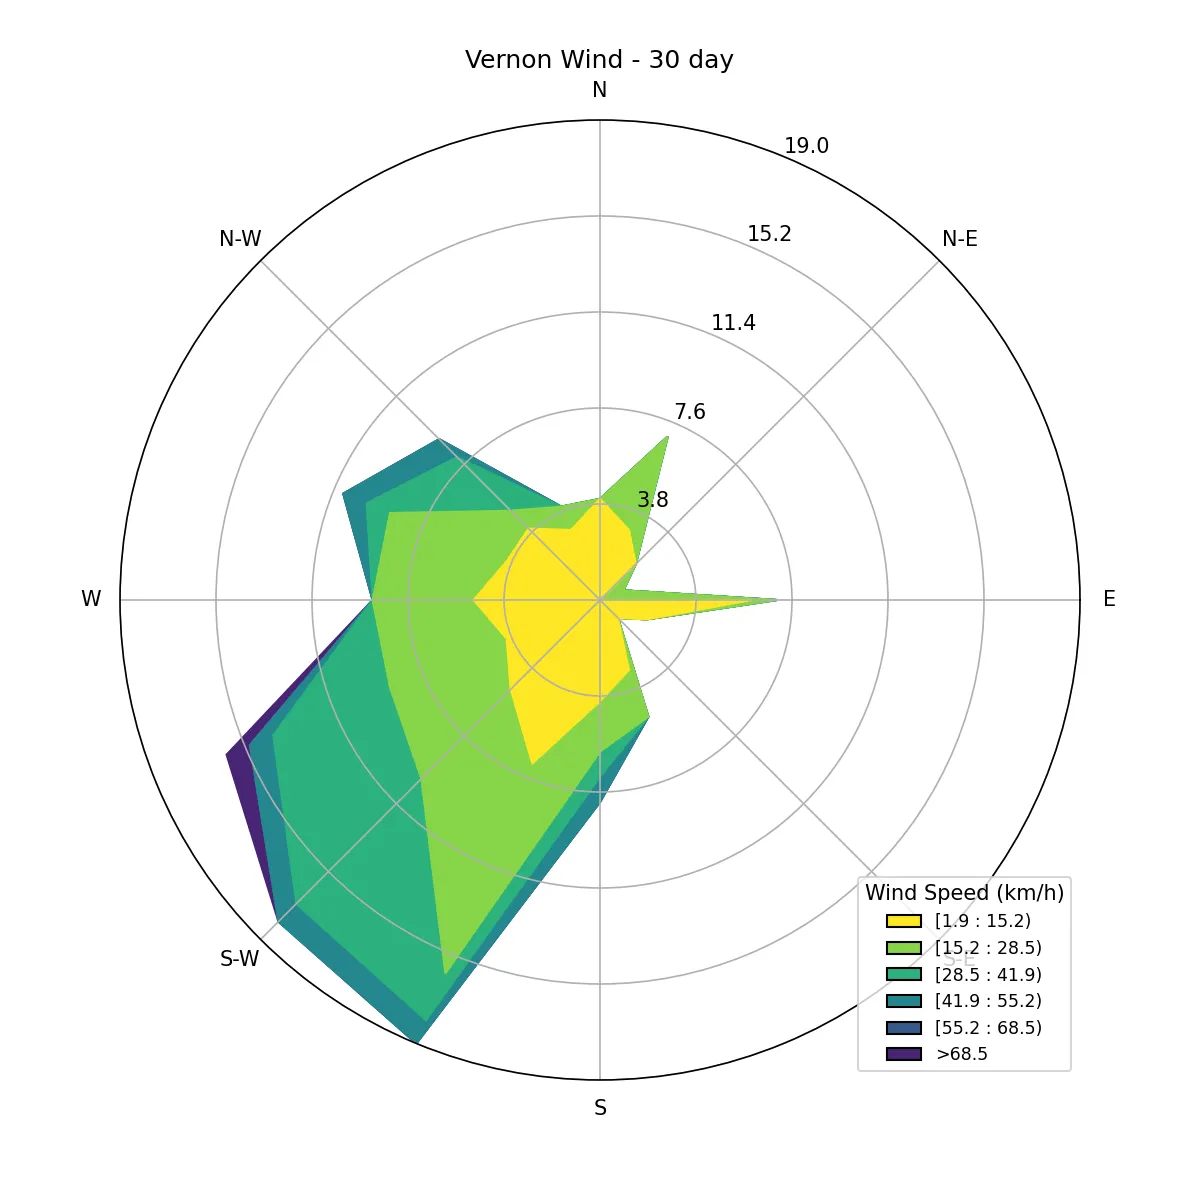 Vernon Wind - 30 day
N
19.0
15.2
N-W
N-E
11.4
7.6
3.8
W
E
Wind Speed (km/h)
[1.9 : 15.2)
[15.2 : 28.5)
S-W
S-E
[28.5 : 41.9)
[41.9 : 55.2)
[55.2 : 68.5)
>68.5
S